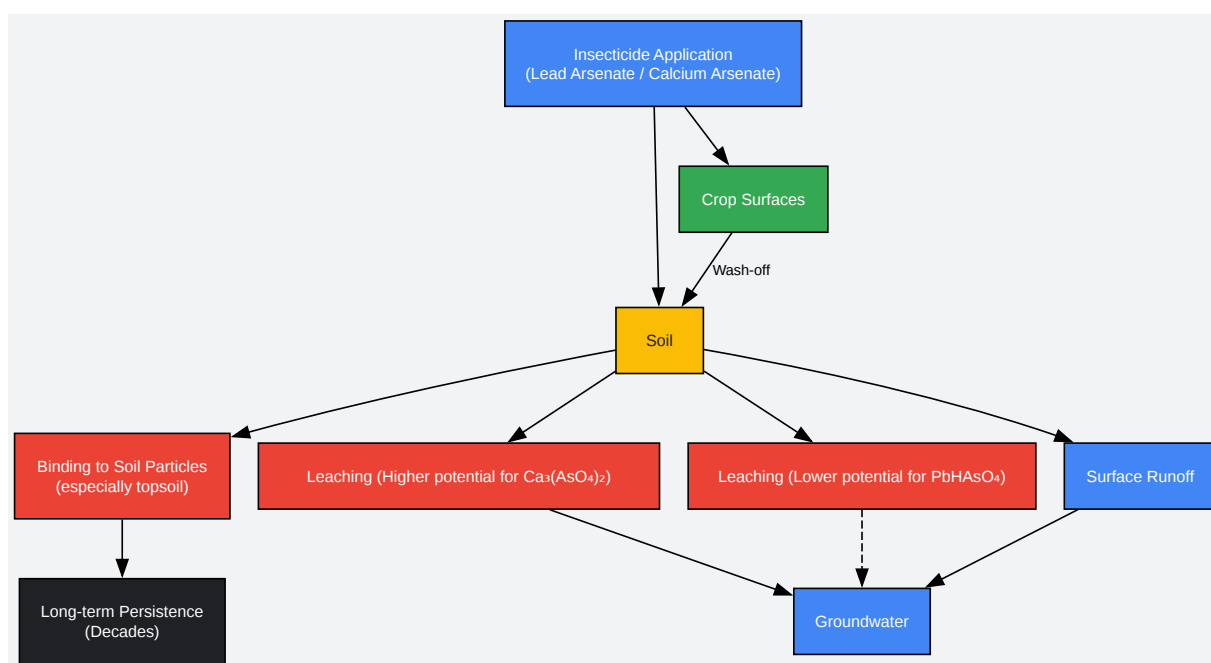 Insecticide Application
(Lead Arsenate / Calcium Arsenate)
Crop Surfaces
Wash-off
Soil
Binding to Soil Particles
(especially topsoil)
Leaching (Higher potential for Ca₃(AsO₄)₂)
Leaching (Lower potential for PbHAsO₄)
Surface Runoff
Long-term Persistence
(Decades)
Groundwater